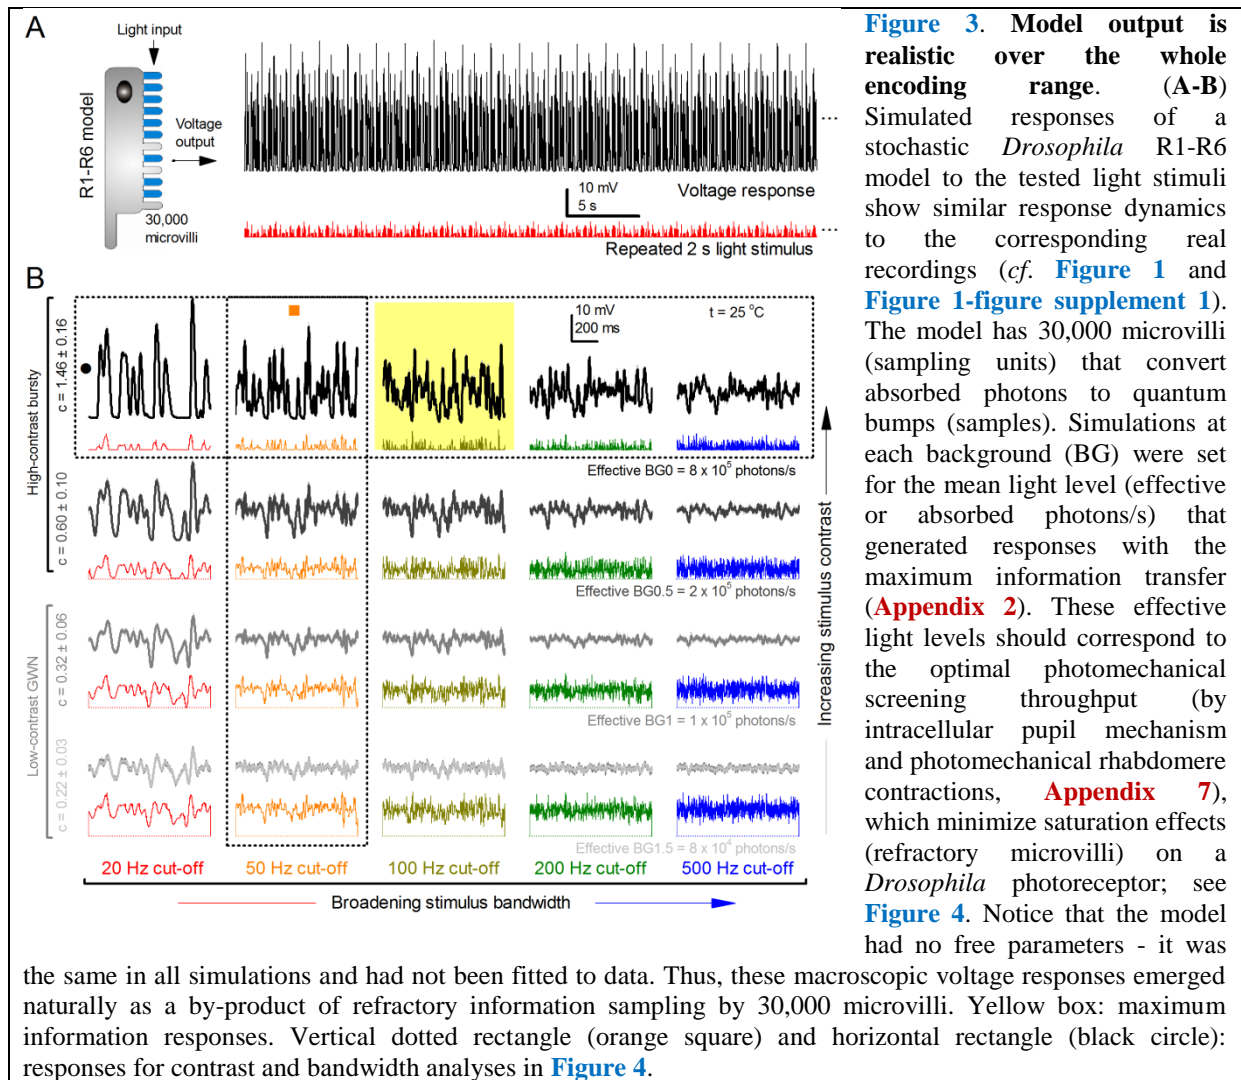 A
Light input
R1-R6 model
Voltage
output
30,000
microvilli
...
10 mV
5 s
Voltage response
...
Repeated 2 s light stimulus
B
High-contrast bursty
Low-contrast GWN
c = 1.46 ± 0.16
c = 0.60 ± 0.10
c = 0.32 ± 0.06
c = 0.22 ± 0.03
10 mV
200 ms
t = 25 °C
Effective BG0 = 8 x 10⁵ photons/s
Effective BG0.5 = 2 x 10⁵ photons/s
Effective BG1 = 1 x 10⁵ photons/s
Effective BG1.5 = 8 x 10⁴ photons/s
Increasing stimulus contrast
20 Hz cut-off 50 Hz cut-off 100 Hz cut-off 200 Hz cut-off 500 Hz cut-off
Broadening stimulus bandwidth
Figure 3. Model output is
realistic over the whole
encoding range. (A-B)
Simulated responses of a
stochastic Drosophila R1-R6
model to the tested light stimuli
show similar response dynamics
to the corresponding real
recordings (cf. Figure 1 and
Figure 1-figure supplement 1).
The model has 30,000 microvilli
(sampling units) that convert
absorbed photons to quantum
bumps (samples). Simulations at
each background (BG) were set
for the mean light level (effective
or absorbed photons/s) that
generated responses with the
maximum information transfer
(Appendix 2). These effective
light levels should correspond to
the optimal photomechanical
screening throughput (by
intracellular pupil mechanism
and photomechanical rhabdomere
contractions, Appendix 7),
which minimize saturation effects
(refractory microvilli) on a
Drosophila photoreceptor; see
Figure 4. Notice that the model
had no free parameters - it was
the same in all simulations and had not been fitted to data. Thus, these macroscopic voltage responses emerged
naturally as a by-product of refractory information sampling by 30,000 microvilli. Yellow box: maximum
information responses. Vertical dotted rectangle (orange square) and horizontal rectangle (black circle):
responses for contrast and bandwidth analyses in Figure 4.